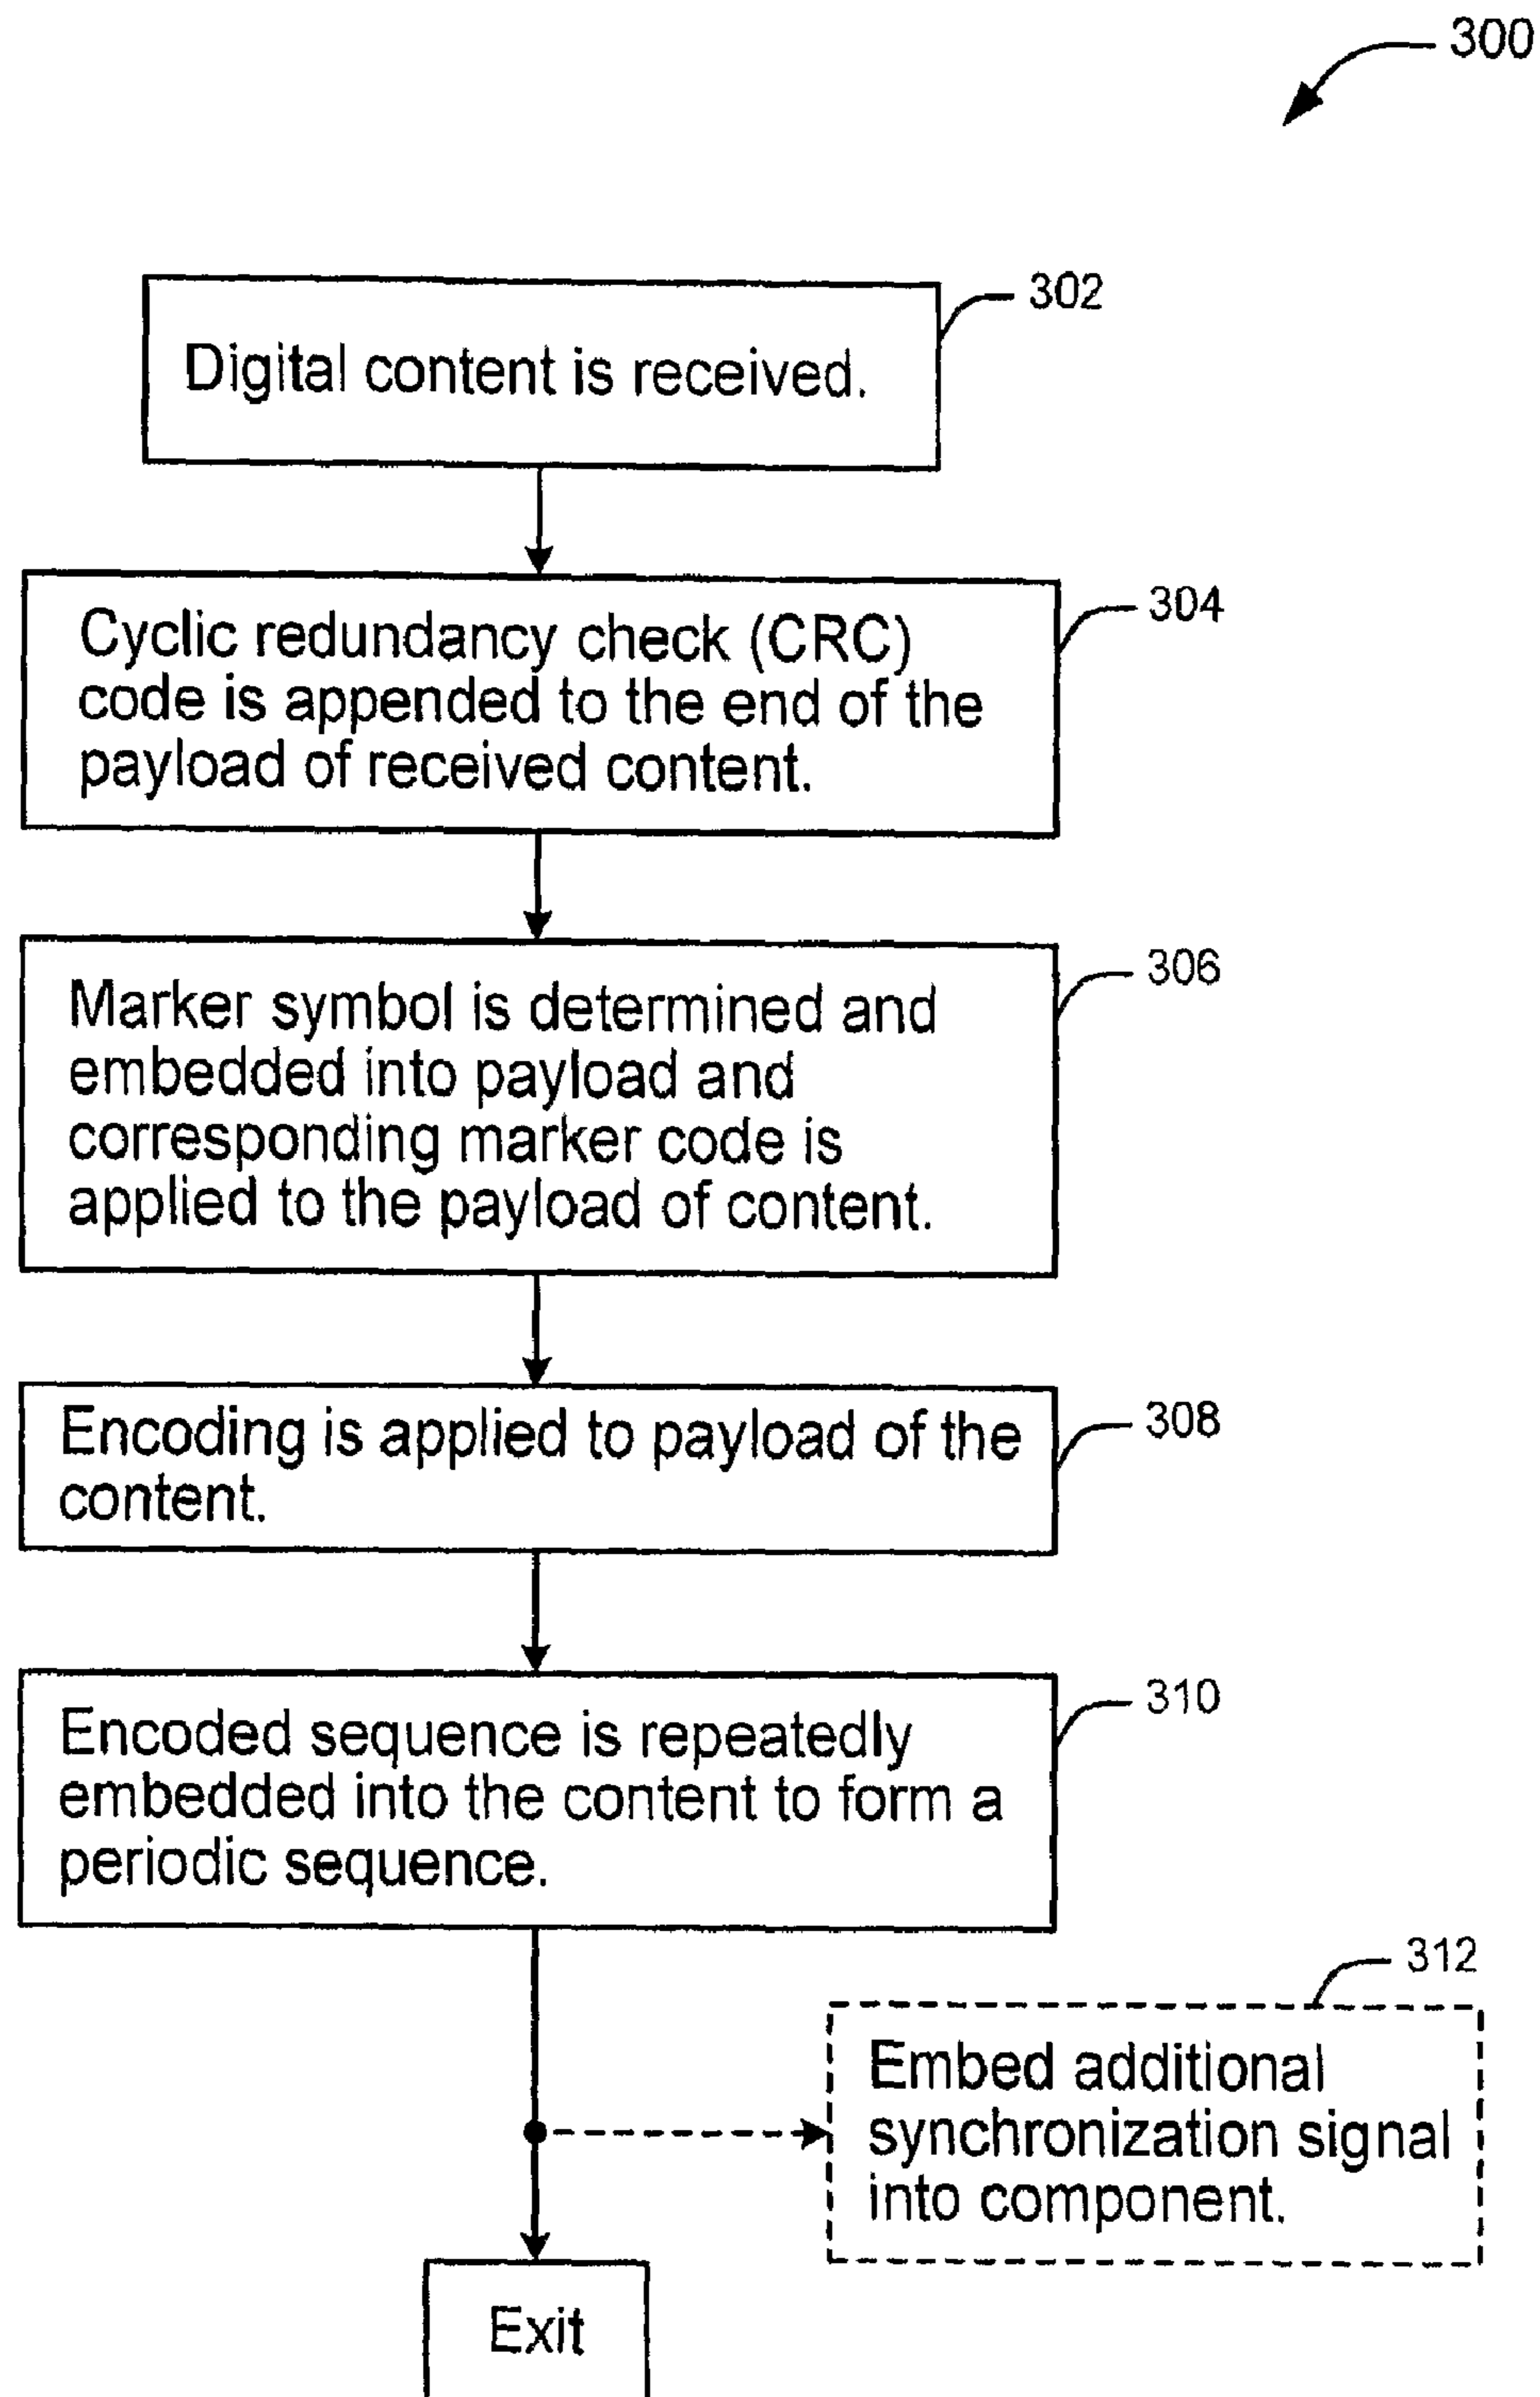 300
302
Digital content is received.
304
Cyclic redundancy check (CRC)
code is appended to the end of the
payload of received content.
306
Marker symbol is determined and
embedded into payload and
corresponding marker code is
applied to the payload of content.
308
Encoding is applied to payload of the
content.
310
Encoded sequence is repeatedly
embedded into the content to form a
periodic sequence.
312
Embed additional
synchronization signal
into component.
Exit